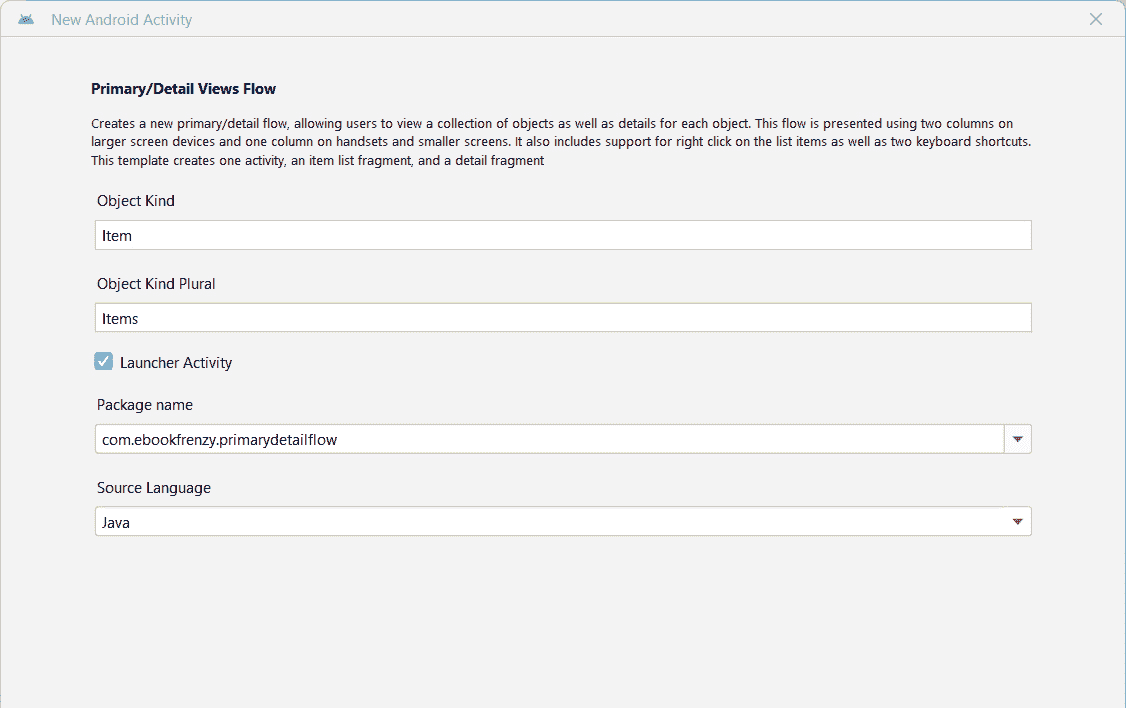 New Android Activity
Primary/Detail Views Flow
Creates a new primary/detail flow, allowing users to view a collection of objects as well as details for each object. This flow is presented using two columns on
larger screen devices and one column on handsets and smaller screens. It also includes support for right click on the list items as well as two keyboard shortcuts.
This template creates one activity, an item list fragment, and a detail fragment
Object Kind
Item
Object Kind Plural
Items
Launcher Activity
Package name
com.ebookfrenzy.primarydetailflow
Source Language
Java